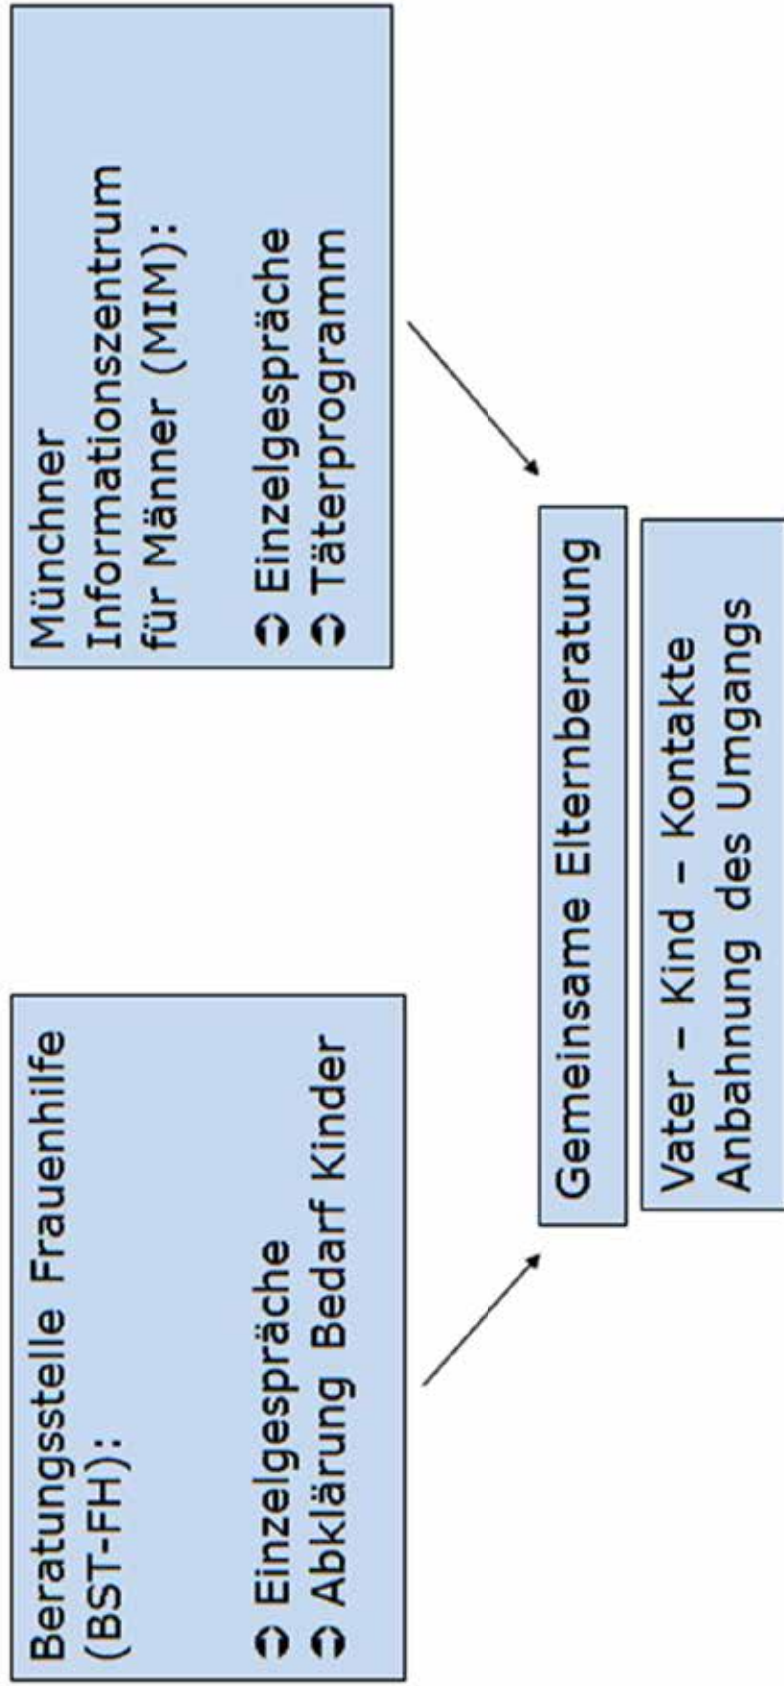 Beratungsstelle Frauenhilfe
(BST-FH):
➲ Einzelgespräche
➲ Abklärung Bedarf Kinder
Münchner
Informationszentrum
für Männer (MIM):
➲ Einzelgespräche
➲ Täterprogramm
Gemeinsame Elternberatung
Vater – Kind – Kontakte
Anbahnung des Umgangs